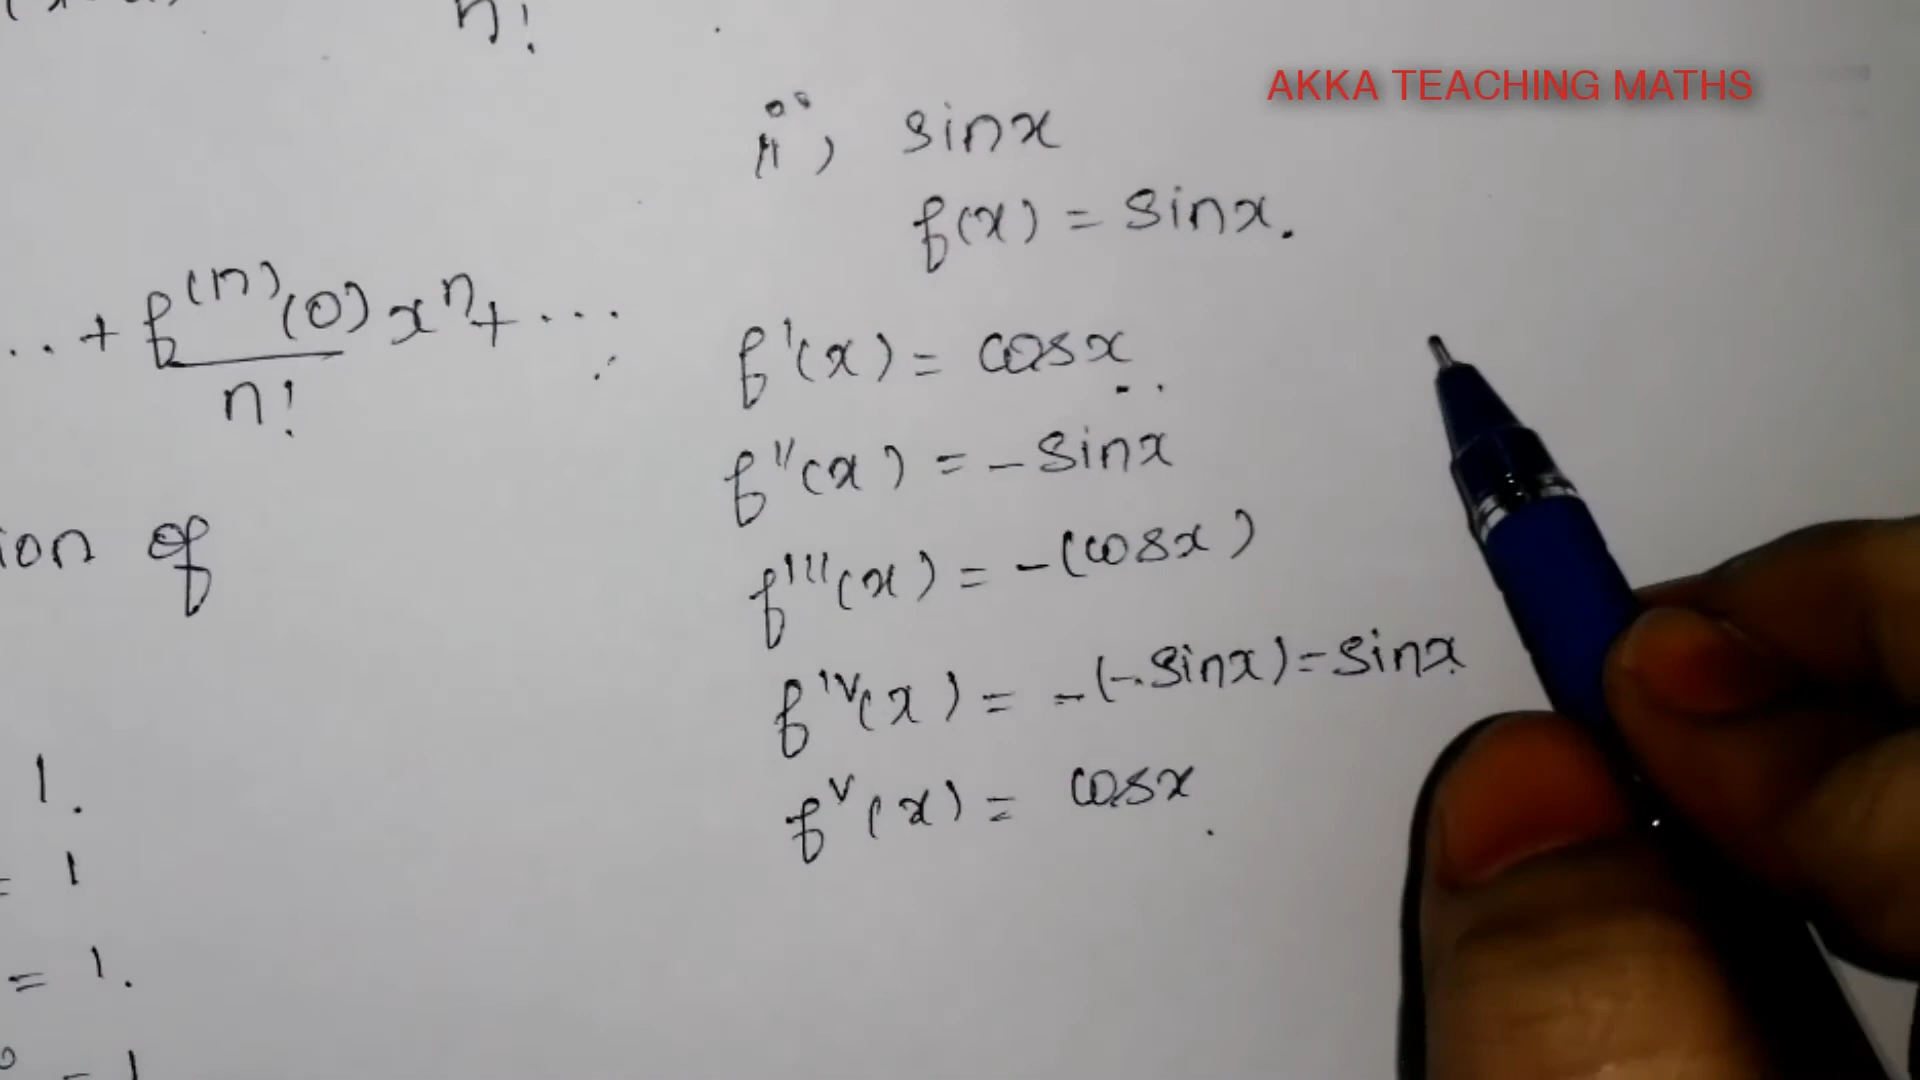 n!
AKKA TEACHING MATHS
ii, sinx
f(x) = sinx.
.. + f^(n)(0) x^n + ...
n!
f'(x) = cosx
f''(x) = -sinx
ion of
f'''(x) = -(cosx)
f^iv(x) = -(-sinx) = sinx
1.
f^v(x) = cosx
= 1
= 1.
= 1